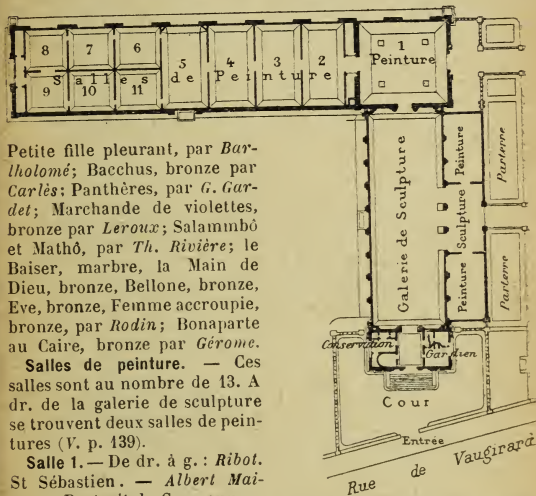 8 7 6
5 4 3 2
1
Peinture
Salles de Peinture
9 10 11
Galerie de Sculpture
Peinture
Sculpture
Peinture
Parterre
Parterre
Conservation
Gardien
Cour
Entrée
Rue de Vaugirard
Petite fille pleurant, par Bar-
tholomé; Bacchus, bronze par
Carlès; Panthères, par G. Gar-
det; Marchande de violettes,
bronze par Leroux; Salammbô
et Mathô, par Th. Rivière; le
Baiser, marbre, la Main de
Dieu, bronze, Bellone, bronze,
Eve, bronze, Femme accroupie,
bronze, par Rodin; Bonaparte
au Caire, bronze par Gérome.
Salles de peinture. — Ces
salles sont au nombre de 13. A
dr. de la galerie de sculpture
se trouvent deux salles de pein-
tures (V. p. 139).
Salle 1. — De dr. à g. : Ribot.
St Sébastien. — Albert Mai-